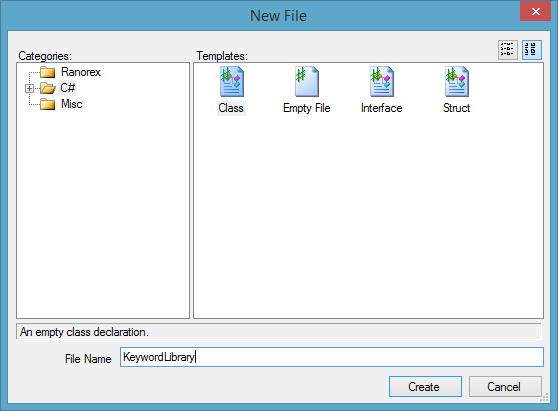 New File
Categories:
Templates:
Ranorex
C#
Misc
Class
Empty File
Interface
Struct
An empty class declaration.
File Name
KeywordLibrary
Create
Cancel